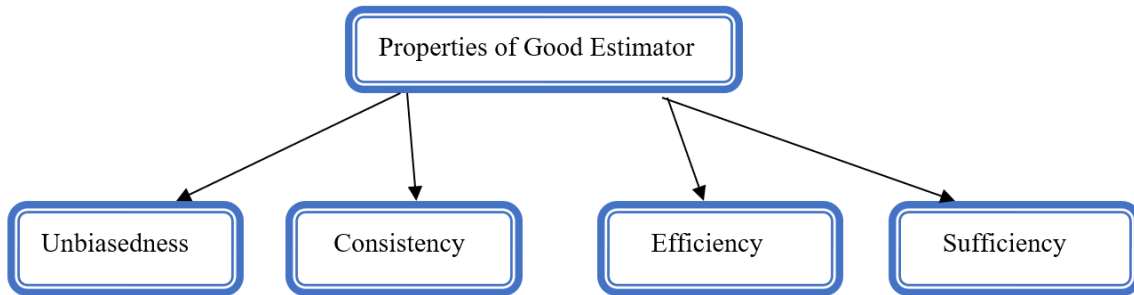 Properties of Good Estimator
Unbiasedness
Consistency
Efficiency
Sufficiency